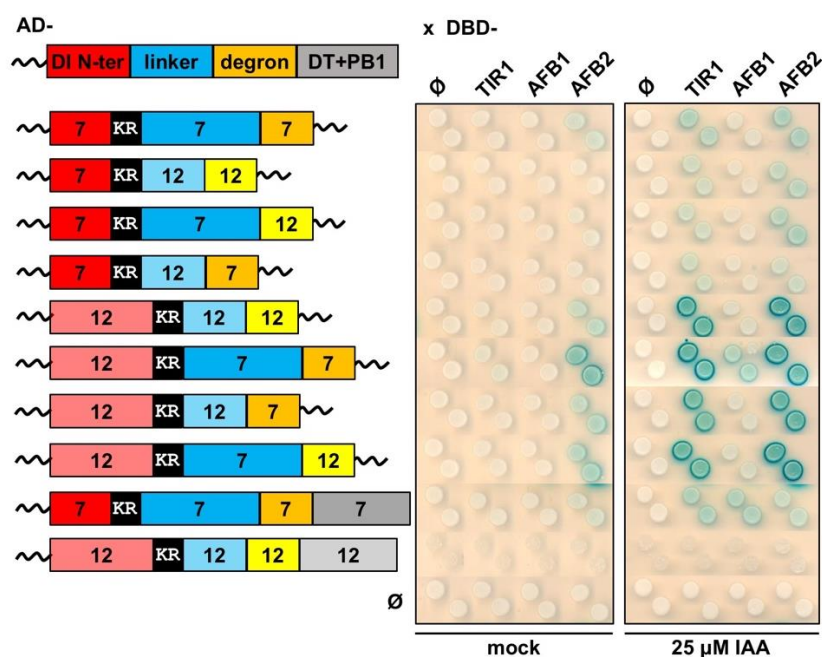 AD-
x DBD-
DI N-ter linker degron DT+PB1
Ø TIR1 AFB1 AFB2 Ø TIR1 AFB1 AFB2
7 KR 7 7
7 KR 12 12
7 KR 7 12
7 KR 12 7
12 KR 12 12
12 KR 7 7
12 KR 12 7
12 KR 7 12
7 KR 7 7 7
12 KR 12 12 12
Ø
mock 25 µM IAA